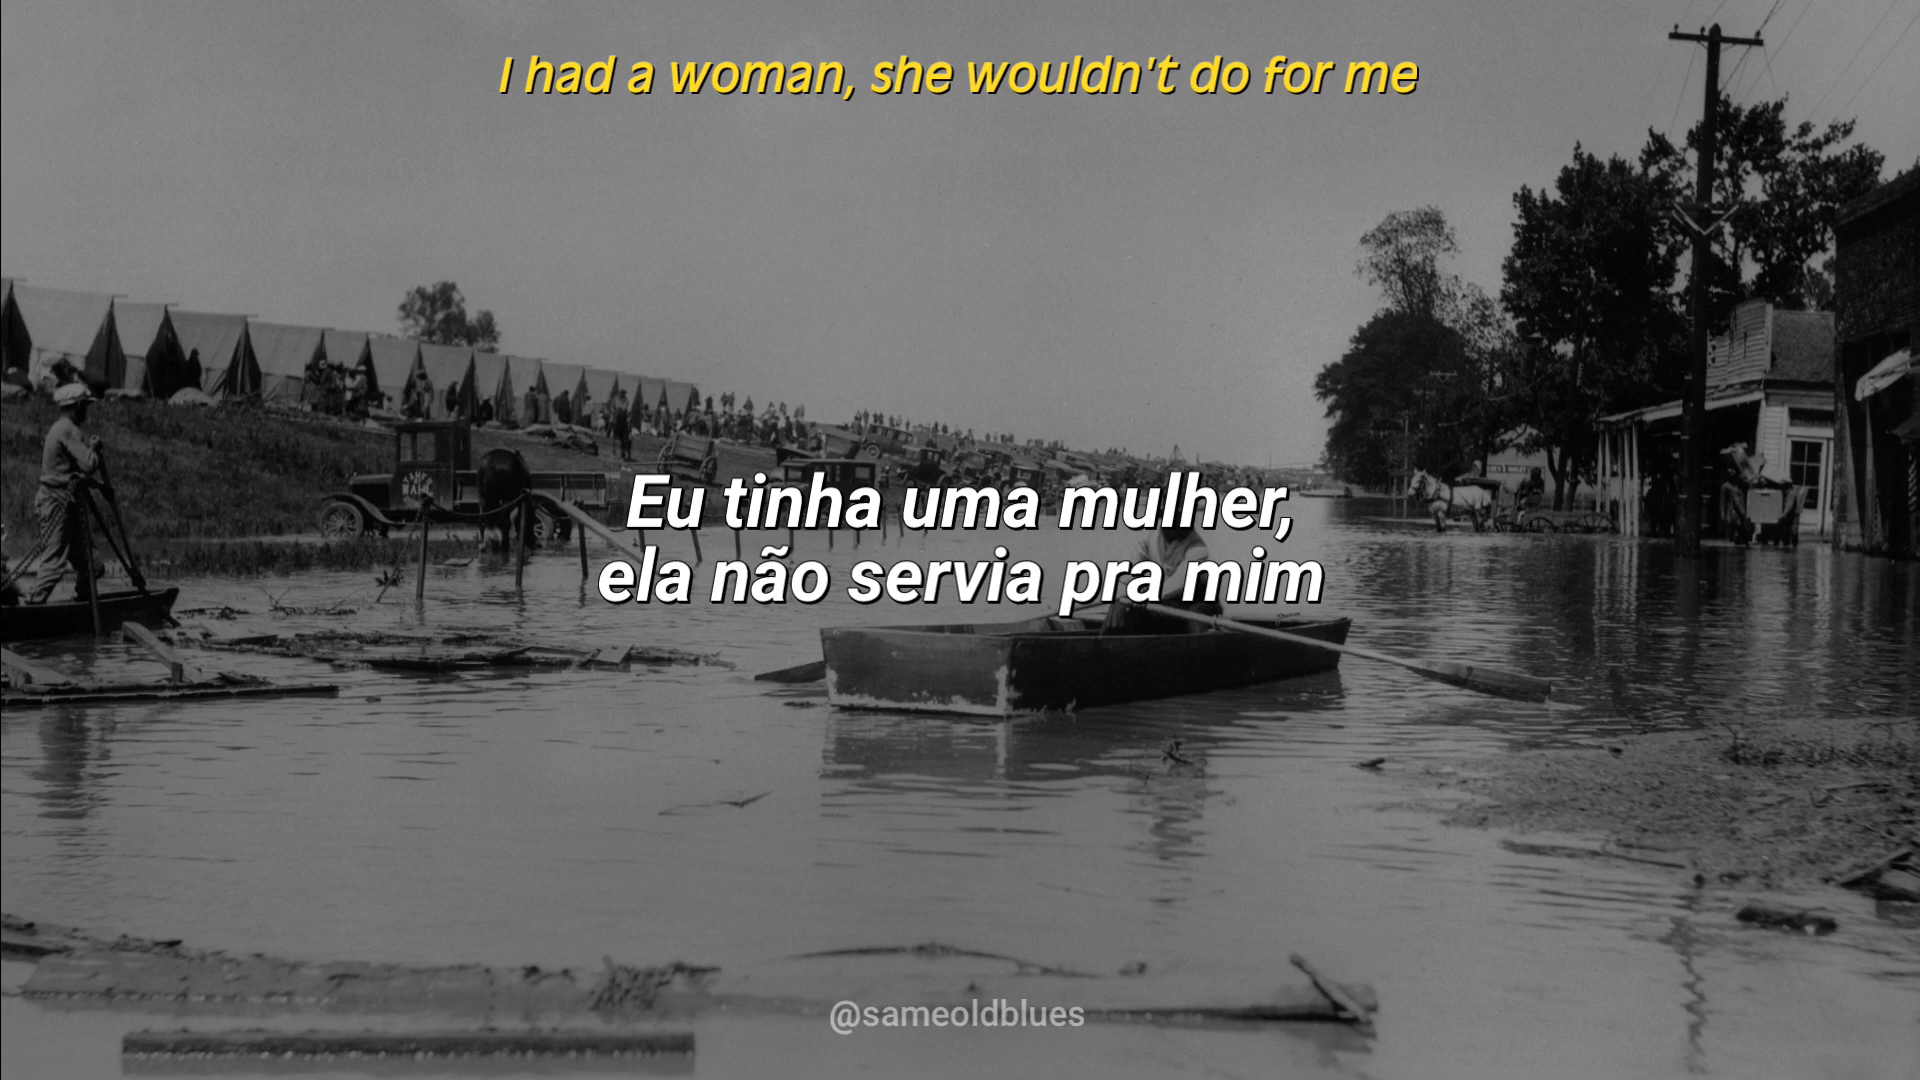 I had a woman, she wouldn't do for me
Eu tinha uma mulher,
ela não servia pra mim
@sameoldblues